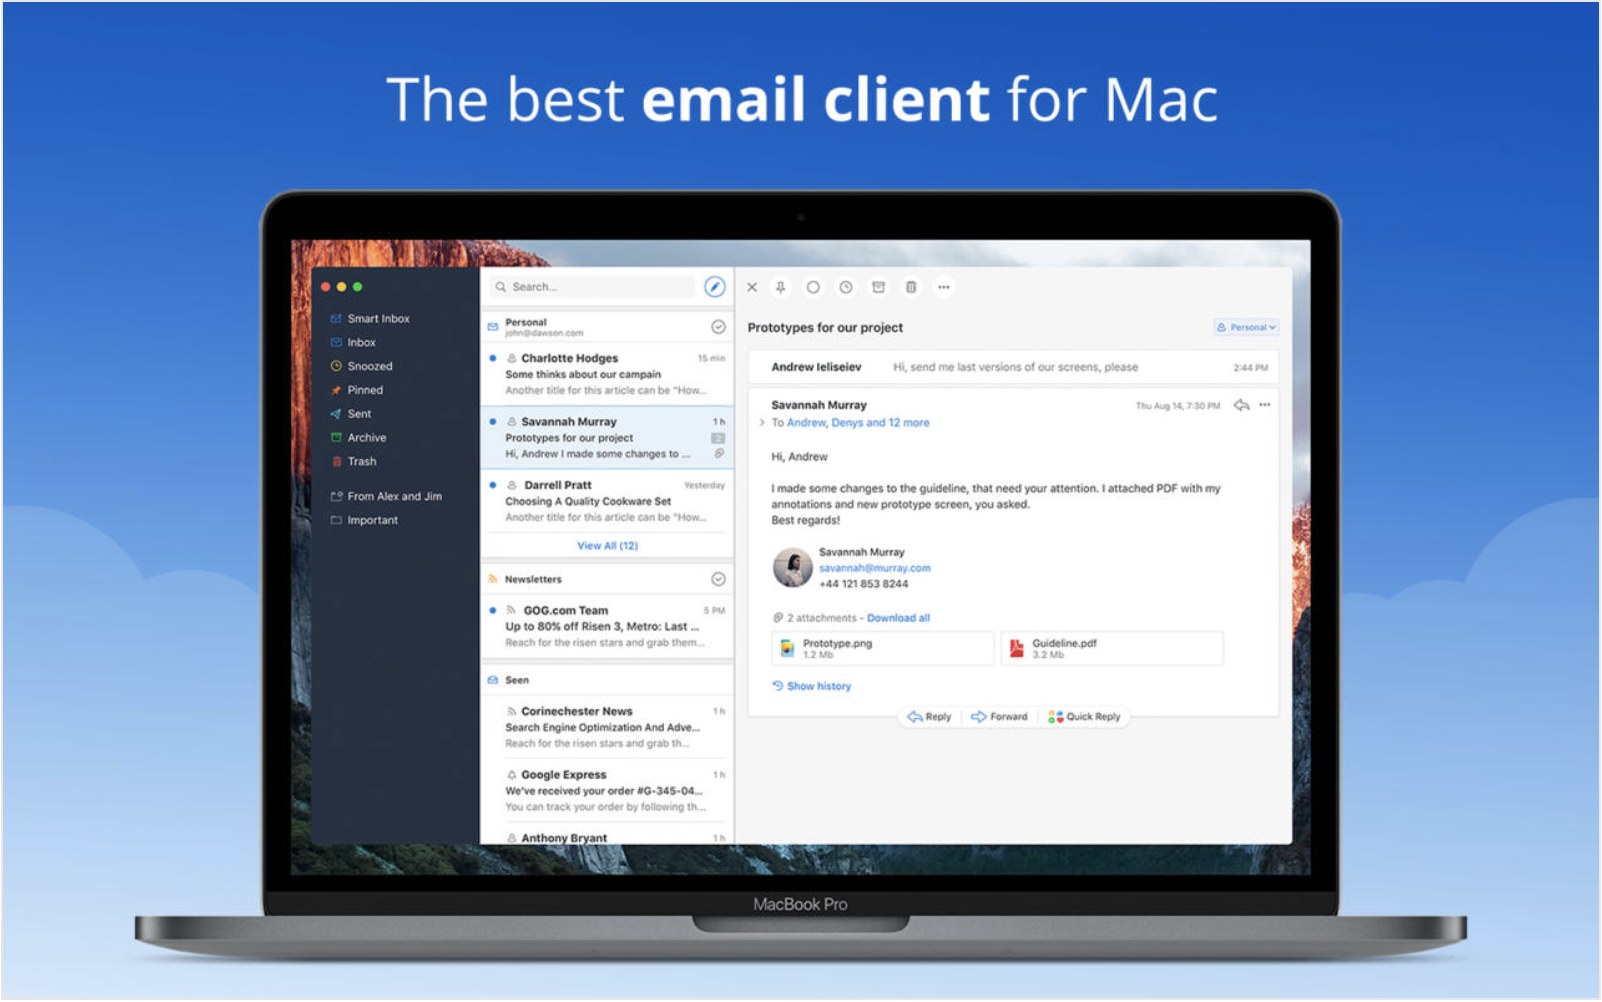 The best email client for Mac
Smart Inbox
Inbox
Snoozed
Pinned
Sent
Archive
Trash
From Alex and Jim
Important
Search...
Personal
john@dawson.com
Charlotte Hodges 15 min
Some thinks about our campain
Another title for this article can be "How...
Savannah Murray 1 h
Prototypes for our project 2
Hi, Andrew I made some changes to ...
Darrell Pratt Yesterday
Choosing A Quality Cookware Set
Another title for this article can be "How...
View All (12)
Newsletters
GOG.com Team 5 PM
Up to 80% off Risen 3, Metro: Last ...
Reach for the risen stars and grab them...
Seen
Corinechester News 1 h
Search Engine Optimization And Adve...
Reach for the risen stars and grab th...
Google Express 1 h
We've received your order #G-345-04...
You can track your order by following th...
Anthony Bryant 1 h
Prototypes for our project Personal
Andrew Ieliseiev Hi, send me last versions of our screens, please 2:44 PM
Savannah Murray Thu Aug 14, 7:30 PM
To Andrew, Denys and 12 more
Hi, Andrew
I made some changes to the guideline, that need your attention. I attached PDF with my
annotations and new prototype screen, you asked.
Best regards!
Savannah Murray
savannah@murray.com
+44 121 853 8244
2 attachments - Download all
Prototype.png
1.2 Mb
Guideline.pdf
3.2 Mb
Show history
Reply Forward Quick Reply
MacBook Pro